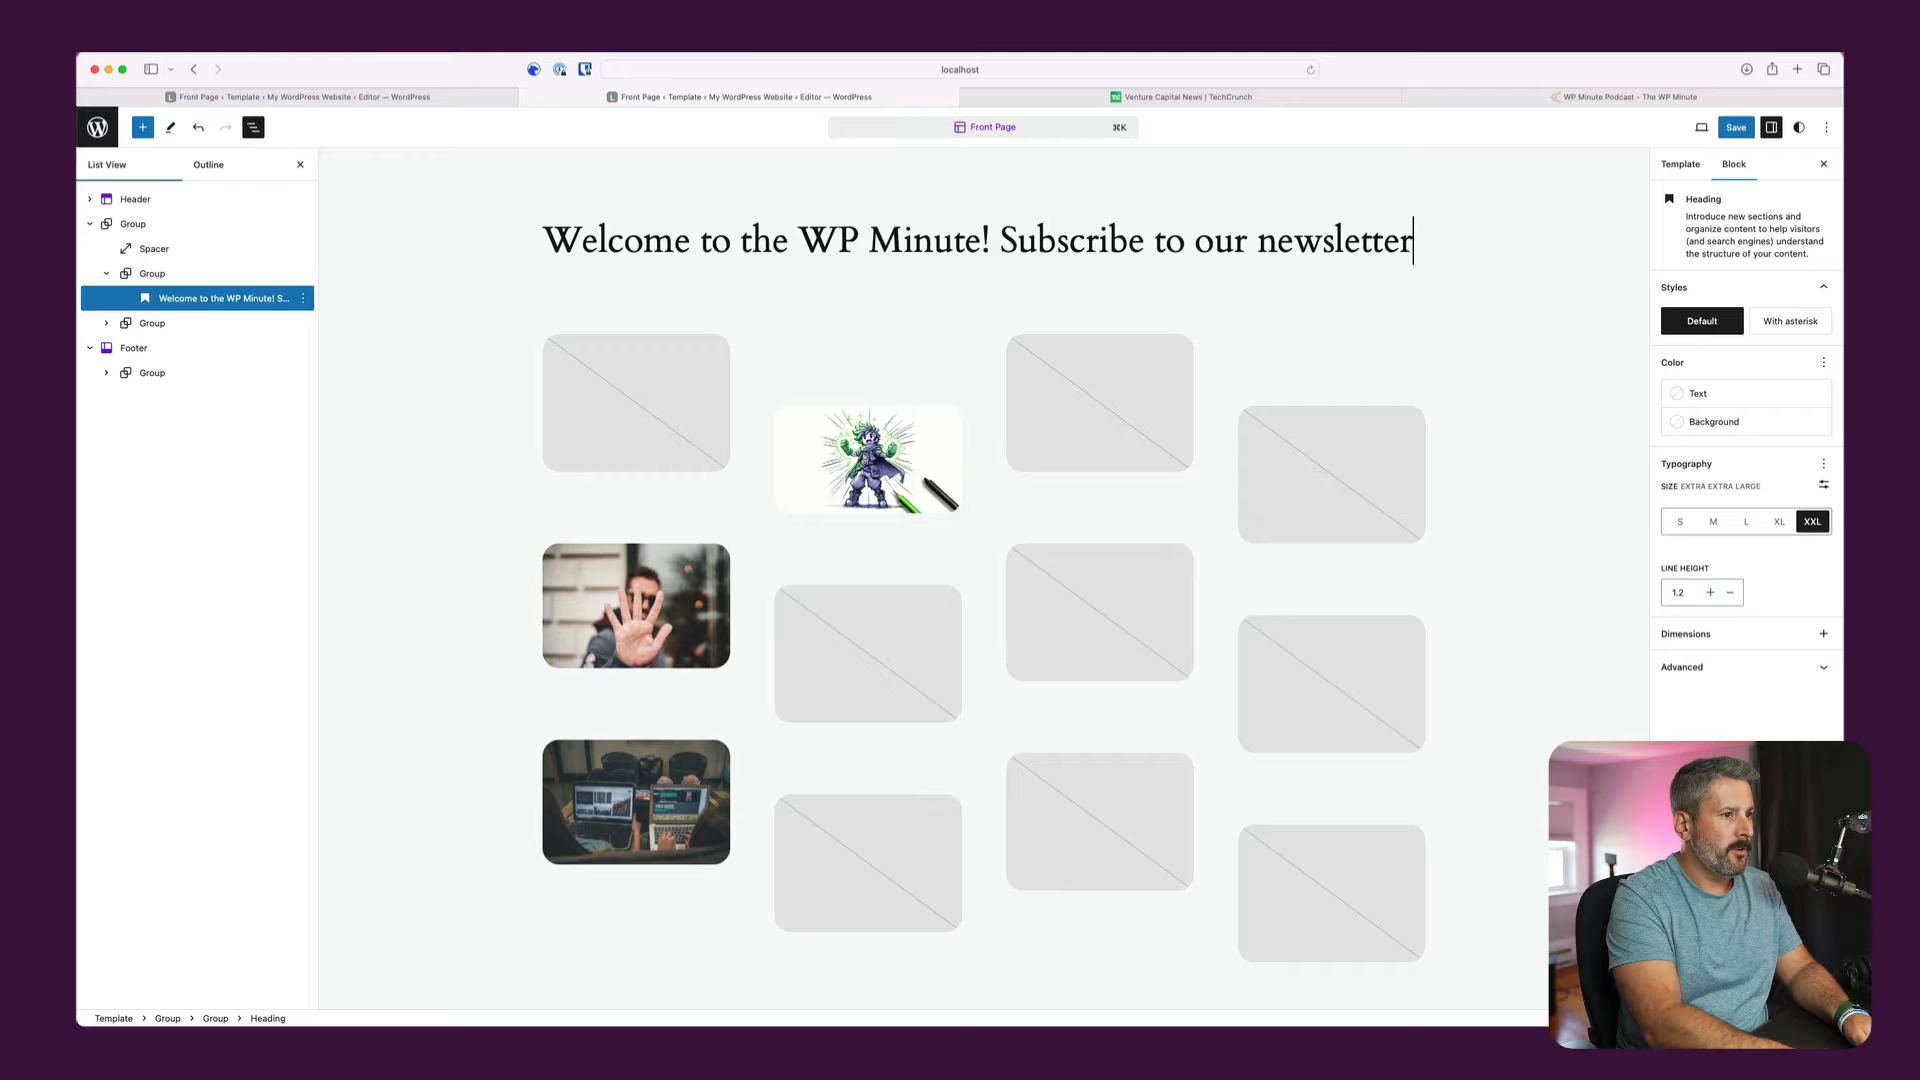 localhost
Front Page ‹ Template ‹ My WordPress Website ‹ Editor — WordPress
Front Page ‹ Template ‹ My WordPress Website ‹ Editor — WordPress
Venture Capital News | TechCrunch
WP Minute Podcast - The WP Minute
Front Page
⌘K
Save
List View
Outline
Header
Group
Spacer
Group
Welcome to the WP Minute! S...
Group
Footer
Group
Welcome to the WP Minute! Subscribe to our newsletter
Template
Block
Heading
Introduce new sections and
organize content to help visitors
(and search engines) understand
the structure of your content.
Styles
Default
With asterisk
Color
Text
Background
Typography
SIZE EXTRA EXTRA LARGE
S
M
L
XL
XXL
LINE HEIGHT
1.2
Dimensions
Advanced
Template › Group › Group › Heading